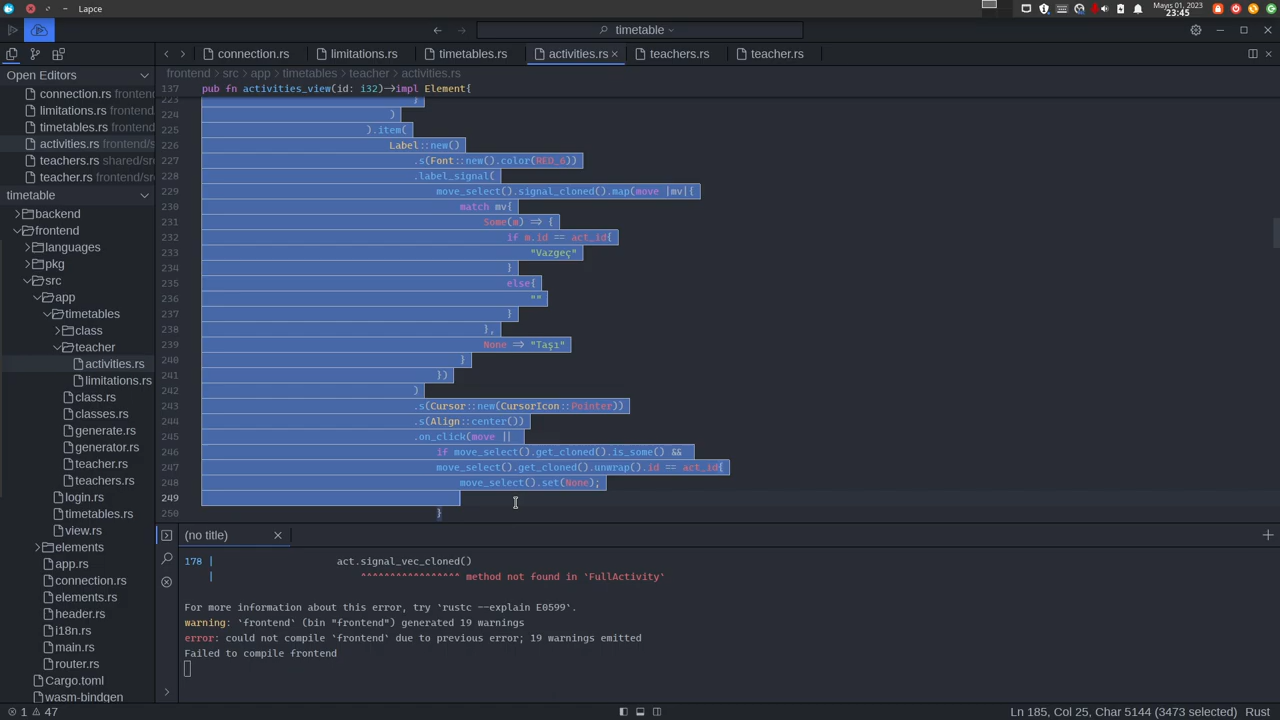 Lapce
Mayıs 01, 2023
23:45
timetable
connection.rs
limitations.rs
timetables.rs
activities.rs
teachers.rs
teacher.rs
Open Editors
connection.rs frontend
limitations.rs frontend
timetables.rs frontend
activities.rs frontend/s
teachers.rs shared/src
teacher.rs frontend/src
timetable
backend
frontend
languages
pkg
src
app
timetables
class
teacher
activities.rs
limitations.rs
class.rs
classes.rs
generate.rs
generator.rs
teacher.rs
teachers.rs
login.rs
timetables.rs
view.rs
elements
app.rs
connection.rs
elements.rs
header.rs
i18n.rs
main.rs
router.rs
Cargo.toml
wasm-bindgen
frontend src app timetables teacher activities.rs
137 pub fn activities_view(id: i32)->impl Element{
223 }
224 )
225 ).item(
226 Label::new()
227 .s(Font::new().color(RED_6))
228 .label_signal(
229 move_select().signal_cloned().map(move |mv|{
230 match mv{
231 Some(m) => {
232 if m.id == act_id{
233 "Vazgeç"
234 }
235 else{
236 ""
237 }
238 },
239 None => "Taşı"
240 }
241 })
242 )
243 .s(Cursor::new(CursorIcon::Pointer))
244 .s(Align::center())
245 .on_click(move ||
246 if move_select().get_cloned().is_some() &&
247 move_select().get_cloned().unwrap().id == act_id{
248 move_select().set(None);
249
250 }
(no title)
178 | act.signal_vec_cloned()
| ^^^^^^^^^^^^^^^^^ method not found in `FullActivity`
For more information about this error, try `rustc --explain E0599`.
warning: `frontend` (bin "frontend") generated 19 warnings
error: could not compile `frontend` due to previous error; 19 warnings emitted
Failed to compile frontend
1 47
Ln 185, Col 25, Char 5144 (3473 selected) Rust